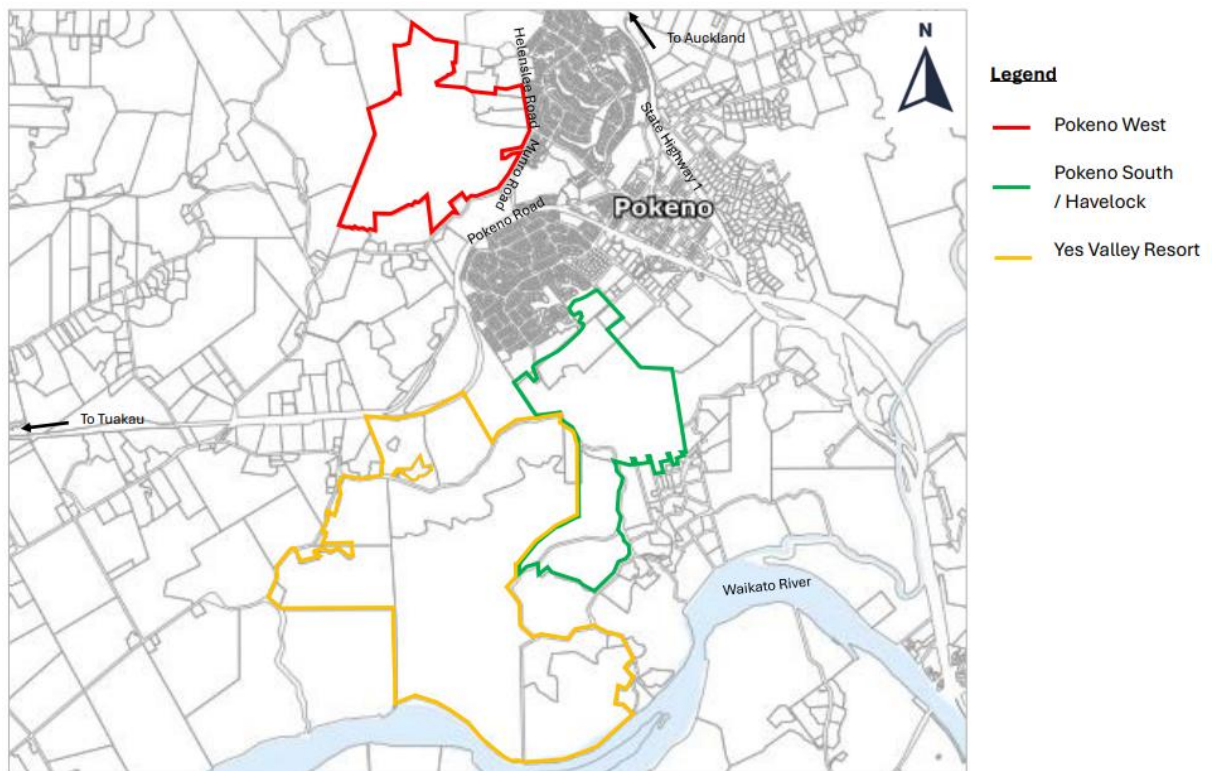 To Auckland
N
Helenslee Road
State Highway 1
Munro Road
Pokeno
Pokeno Road
To Tuakau
Waikato River
Legend
Pokeno West
Pokeno South
/ Havelock
Yes Valley Resort